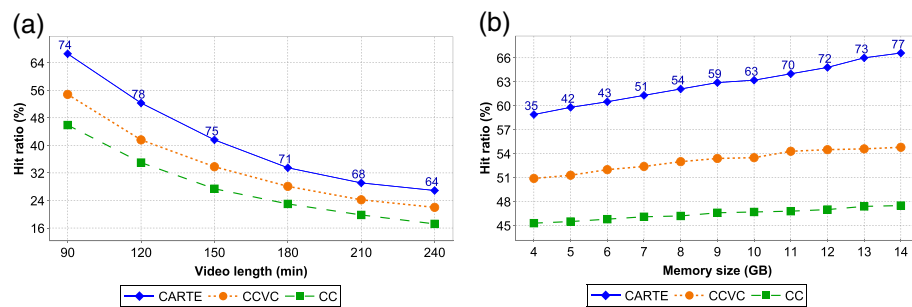 (a)
Hit ratio (%)
64
56
48
40
32
24
16
74
78
75
71
68
64
90 120 150 180 210 240
Video length (min)
CARTE CCVC CC
(b)
Hit ratio (%)
66
63
60
57
54
51
48
45
35 42 43 51 54 59 63 70 72 73 77
4 5 6 7 8 9 10 11 12 13 14
Memory size (GB)
CARTE CCVC CC